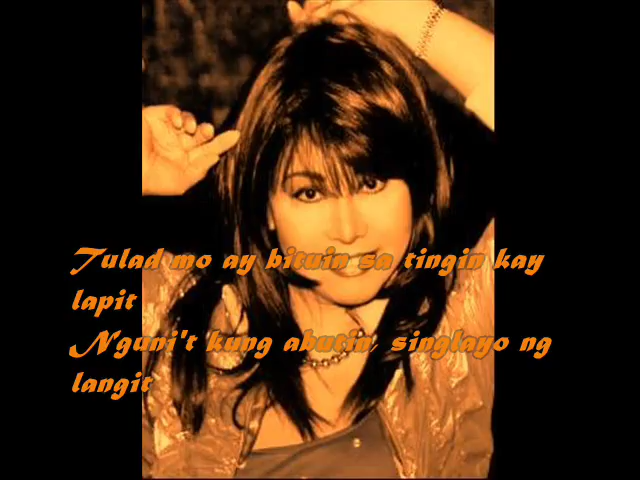 Tulad mo ay bituin sa tingin kay
lapit
Nguni't kung abutin, singlayo ng
langit